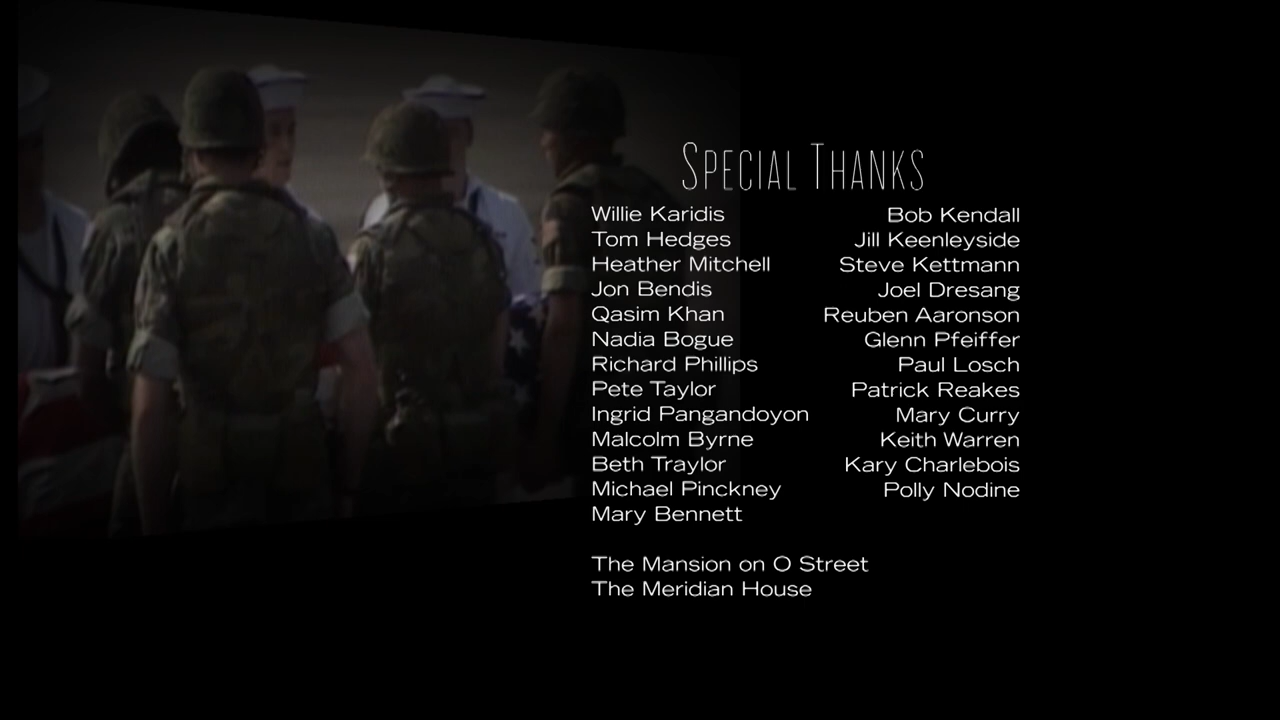 Special Thanks
Willie Karidis
Tom Hedges
Heather Mitchell
Jon Bendis
Qasim Khan
Nadia Bogue
Richard Phillips
Pete Taylor
Ingrid Pangandoyon
Malcolm Byrne
Beth Traylor
Michael Pinckney
Mary Bennett
Bob Kendall
Jill Keenleyside
Steve Kettmann
Joel Dresang
Reuben Aaronson
Glenn Pfeiffer
Paul Losch
Patrick Reakes
Mary Curry
Keith Warren
Kary Charlebois
Polly Nodine
The Mansion on O Street
The Meridian House